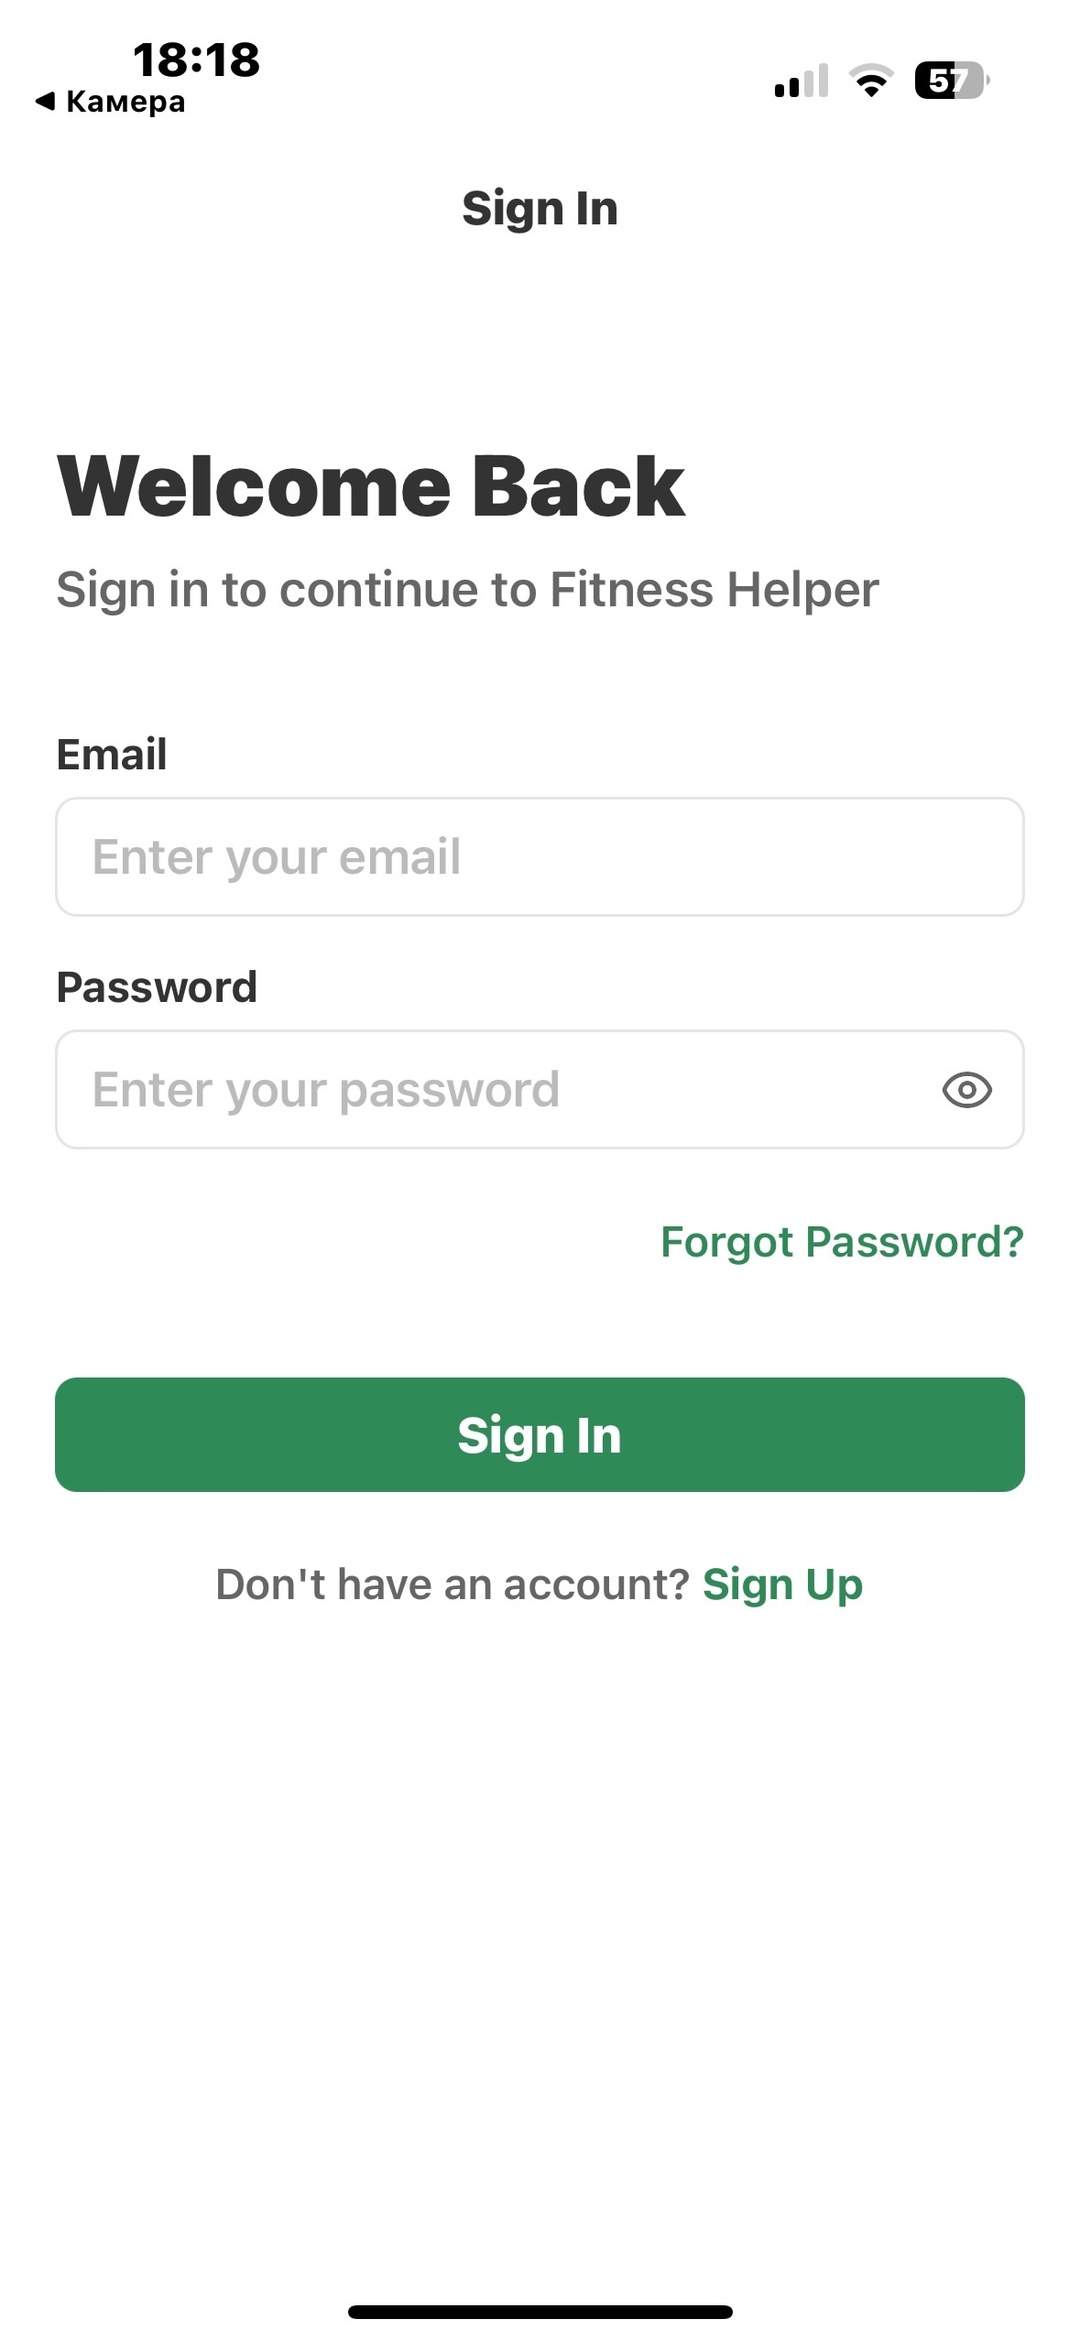 18:18
57
◀ Камера
Sign In
Welcome Back
Sign in to continue to Fitness Helper
Email
Enter your email
Password
Enter your password
Forgot Password?
Sign In
Don't have an account? Sign Up